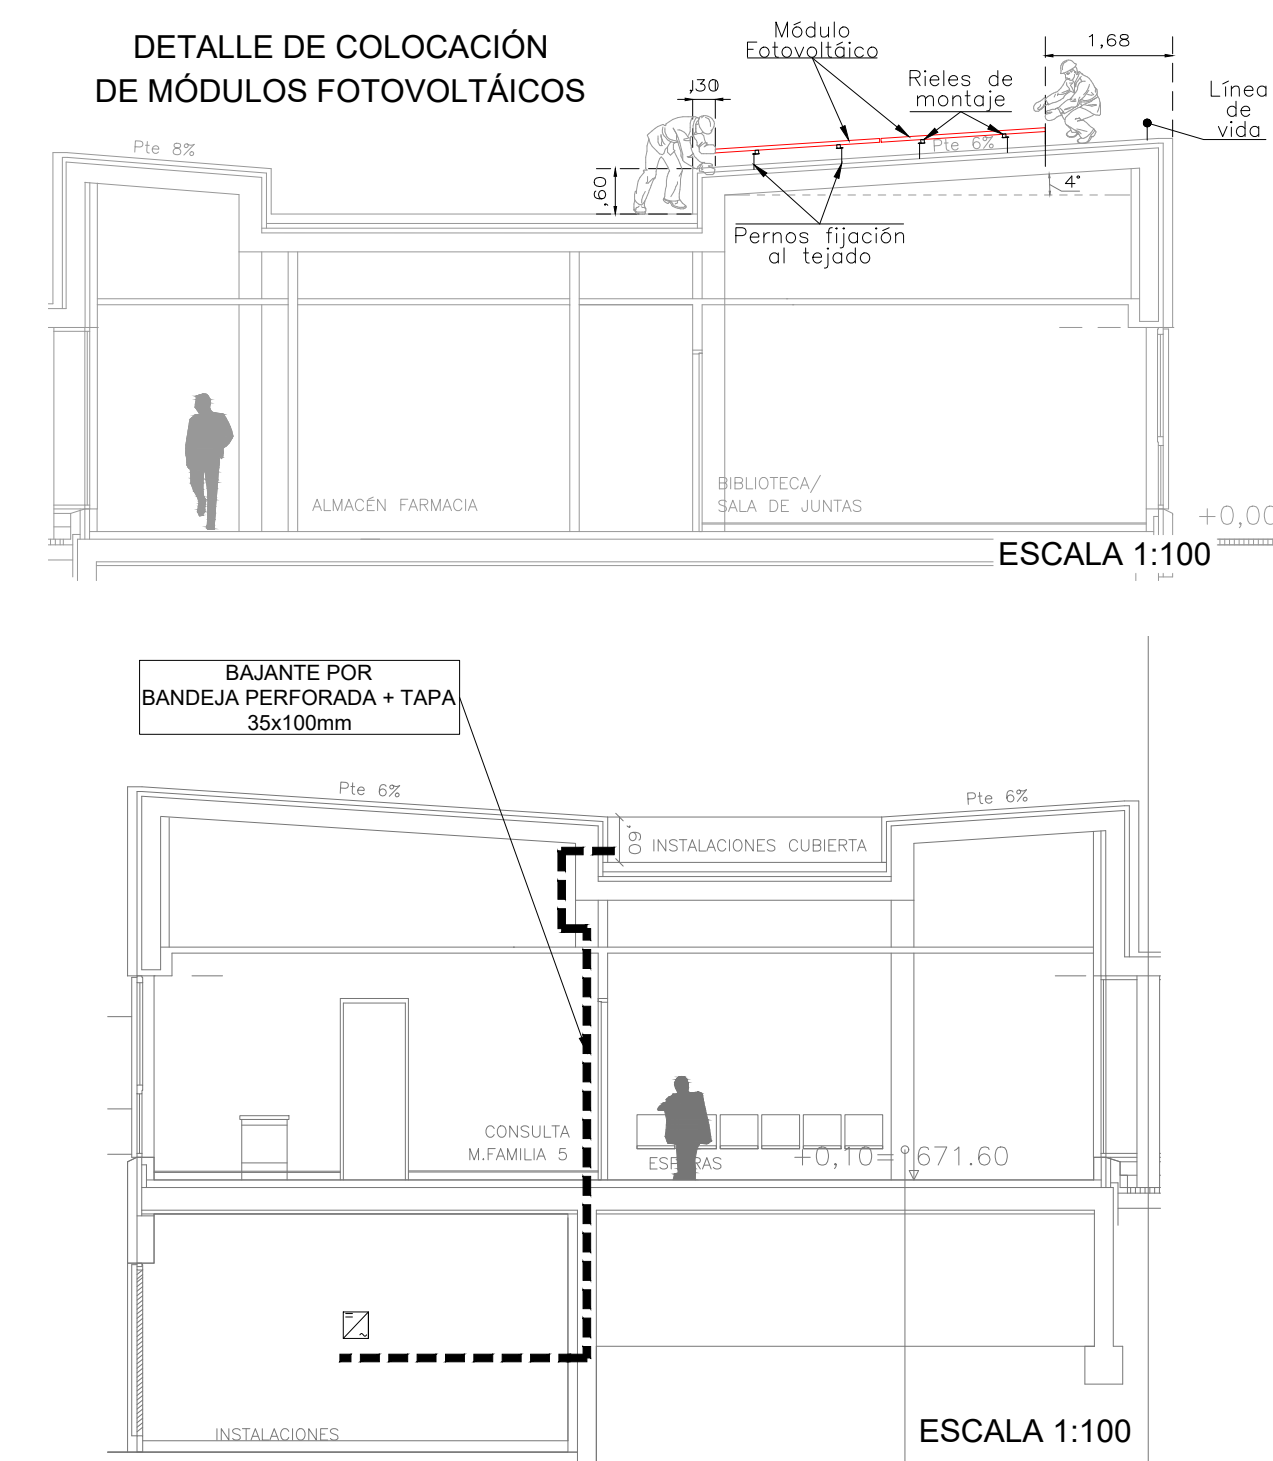 DETALLE DE COLOCACIÓN
DE MÓDULOS FOTOVOLTÁICOS
Módulo
Fotovoltáico
,30
1,68
Rieles de
montaje
Línea
de
vida
Pte 8%
Pte 6%
,60
4°
Pernos fijación
al tejado
ALMACÉN FARMACIA
BIBLIOTECA/
SALA DE JUNTAS
+0,00
ESCALA 1:100
BAJANTE POR
BANDEJA PERFORADA + TAPA
35x100mm
Pte 6%
Pte 6%
,60
INSTALACIONES CUBIERTA
CONSULTA
M.FAMILIA 5
ESPERAS
+0,10= 671.60
INSTALACIONES
ESCALA 1:100